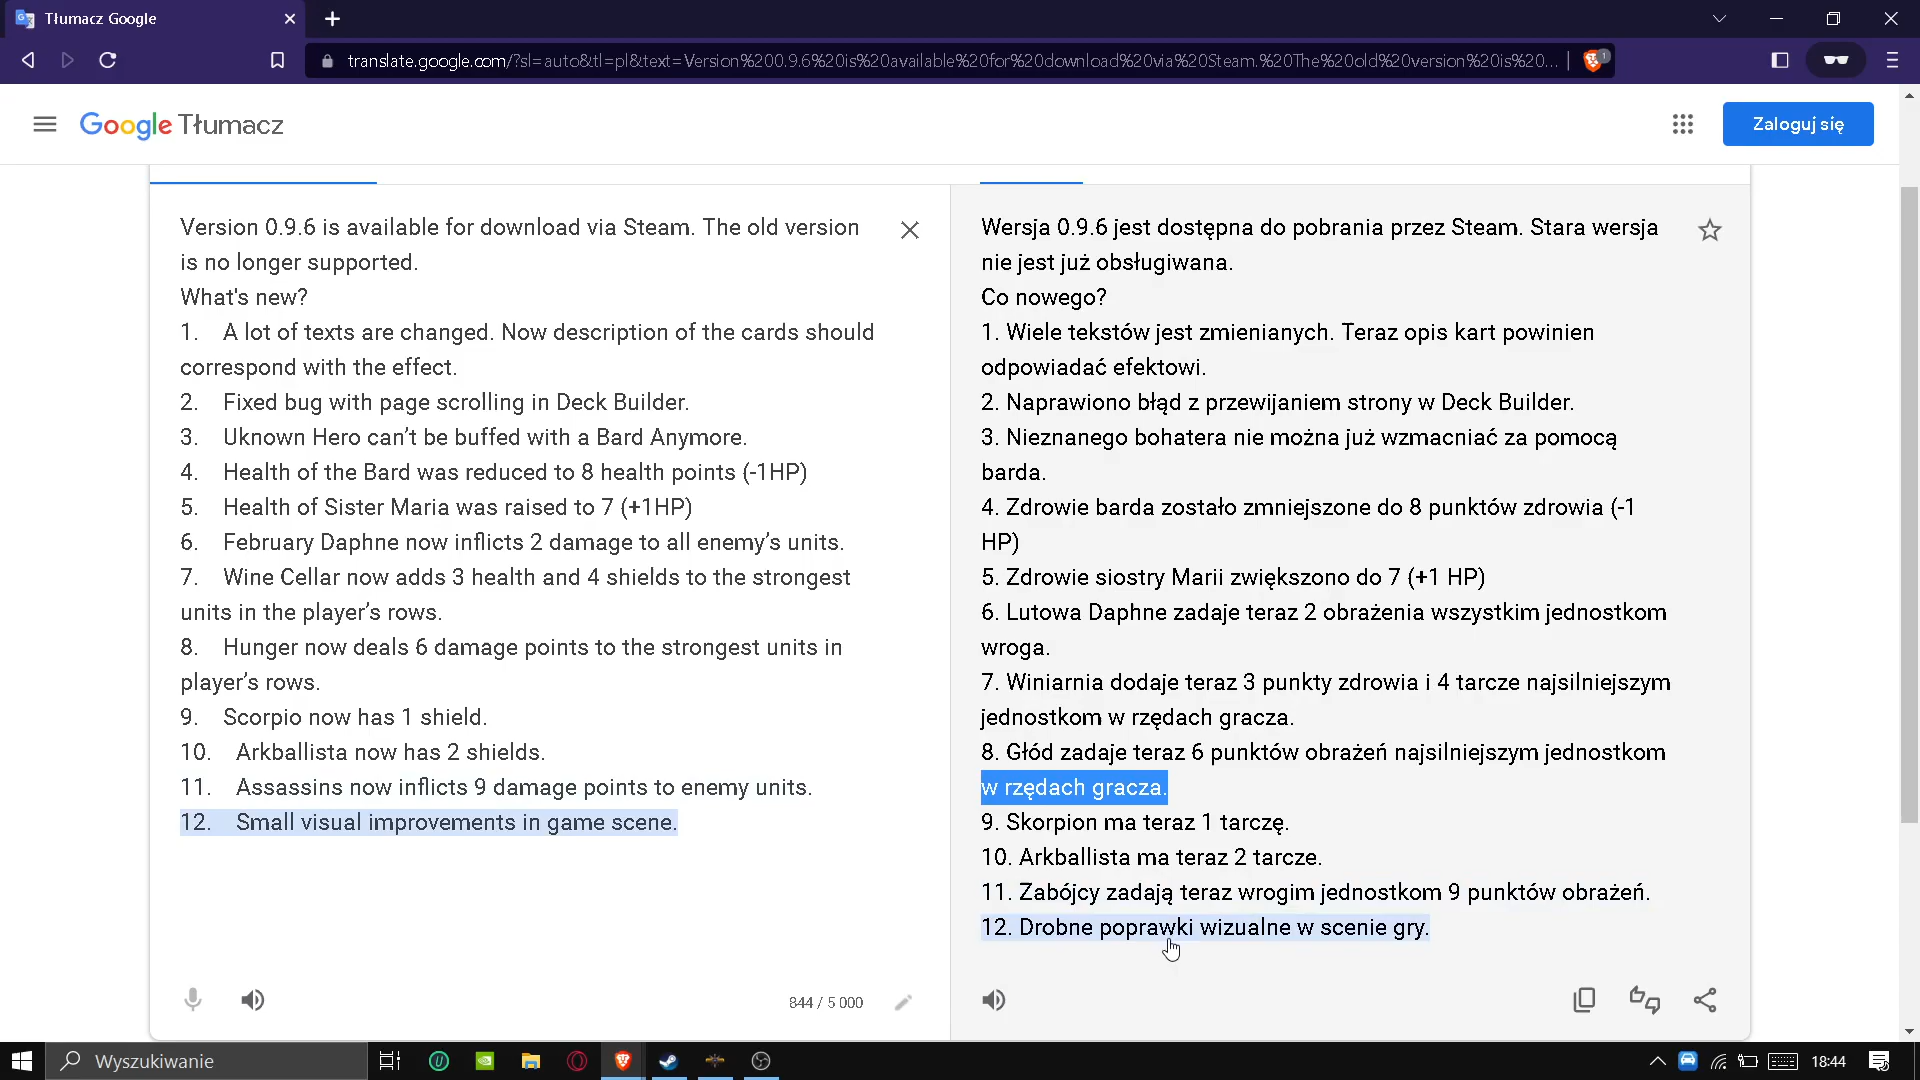 Tłumacz Google
translate.google.com/?sl=auto&tl=pl&text=Version%200.9.6%20is%20available%20for%20download%20via%20Steam.%20The%20old%20version%20is%20...
1
Google Tłumacz
Zaloguj się
Version 0.9.6 is available for download via Steam. The old version
is no longer supported.
What's new?
1. A lot of texts are changed. Now description of the cards should
correspond with the effect.
2. Fixed bug with page scrolling in Deck Builder.
3. Uknown Hero can’t be buffed with a Bard Anymore.
4. Health of the Bard was reduced to 8 health points (-1HP)
5. Health of Sister Maria was raised to 7 (+1HP)
6. February Daphne now inflicts 2 damage to all enemy’s units.
7. Wine Cellar now adds 3 health and 4 shields to the strongest
units in the player’s rows.
8. Hunger now deals 6 damage points to the strongest units in
player’s rows.
9. Scorpio now has 1 shield.
10. Arkballista now has 2 shields.
11. Assassins now inflicts 9 damage points to enemy units.
12. Small visual improvements in game scene.
844 / 5 000
Wersja 0.9.6 jest dostępna do pobrania przez Steam. Stara wersja
nie jest już obsługiwana.
Co nowego?
1. Wiele tekstów jest zmienianych. Teraz opis kart powinien
odpowiadać efektowi.
2. Naprawiono błąd z przewijaniem strony w Deck Builder.
3. Nieznanego bohatera nie można już wzmacniać za pomocą
barda.
4. Zdrowie barda zostało zmniejszone do 8 punktów zdrowia (-1
HP)
5. Zdrowie siostry Marii zwiększono do 7 (+1 HP)
6. Lutowa Daphne zadaje teraz 2 obrażenia wszystkim jednostkom
wroga.
7. Winiarnia dodaje teraz 3 punkty zdrowia i 4 tarcze najsilniejszym
jednostkom w rzędach gracza.
8. Głód zadaje teraz 6 punktów obrażeń najsilniejszym jednostkom
w rzędach gracza.
9. Skorpion ma teraz 1 tarczę.
10. Arkballista ma teraz 2 tarcze.
11. Zabójcy zadają teraz wrogim jednostkom 9 punktów obrażeń.
12. Drobne poprawki wizualne w scenie gry.
Wyszukiwanie
18:44